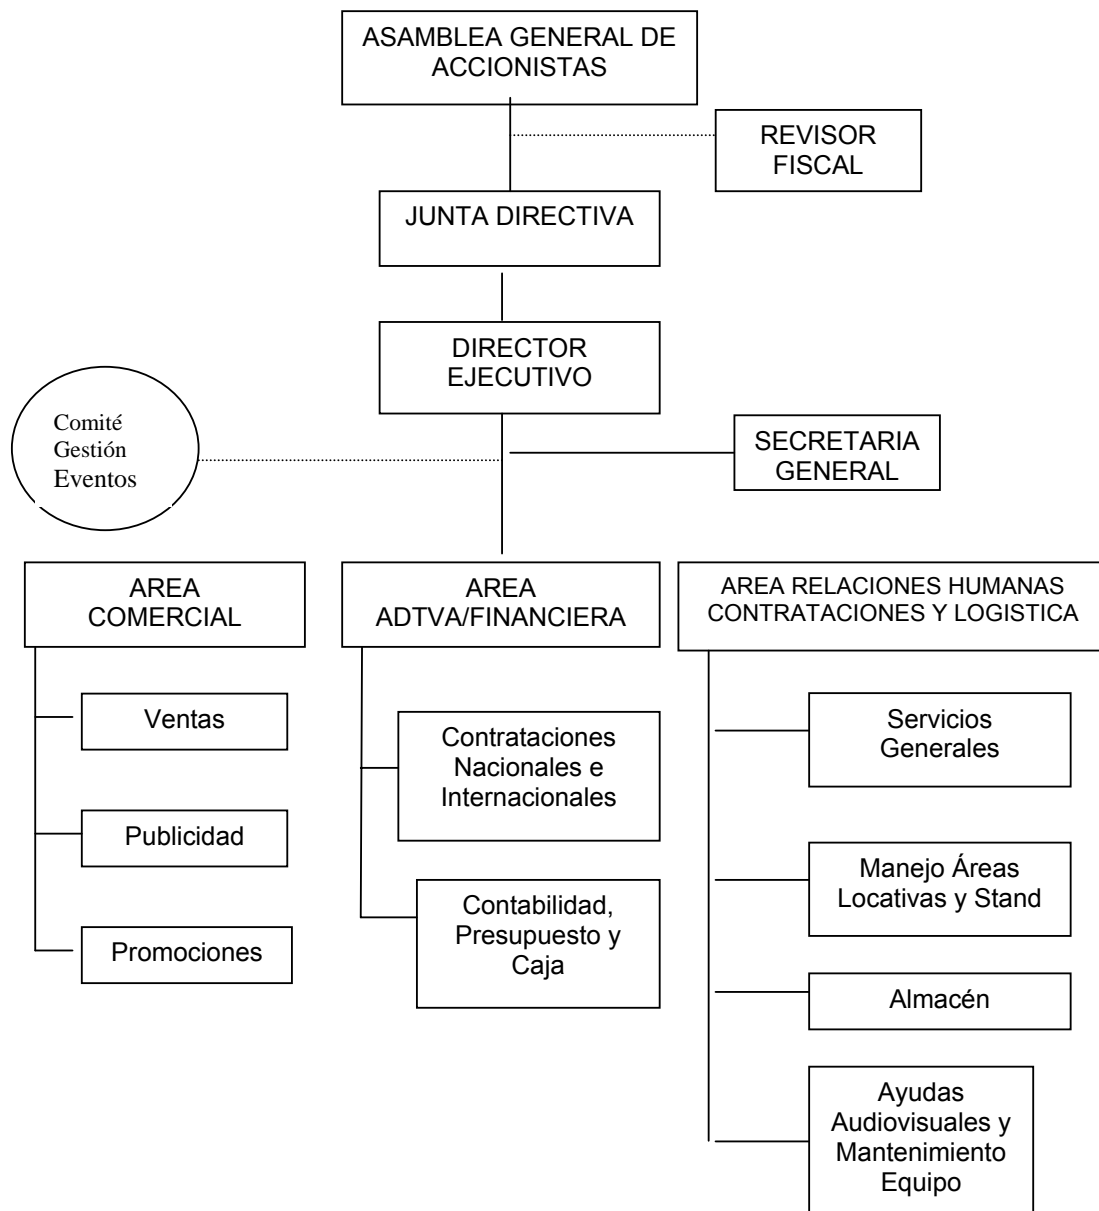 ASAMBLEA GENERAL DE
ACCIONISTAS
REVISOR
FISCAL
JUNTA DIRECTIVA
DIRECTOR
EJECUTIVO
Comité
Gestión
Eventos
SECRETARIA
GENERAL
AREA
COMERCIAL
AREA
ADTVA/FINANCIERA
AREA RELACIONES HUMANAS
CONTRATACIONES Y LOGISTICA
Ventas
Publicidad
Promociones
Contrataciones
Nacionales e
Internacionales
Contabilidad,
Presupuesto y
Caja
Servicios
Generales
Manejo Áreas
Locativas y Stand
Almacén
Ayudas
Audiovisuales y
Mantenimiento
Equipo